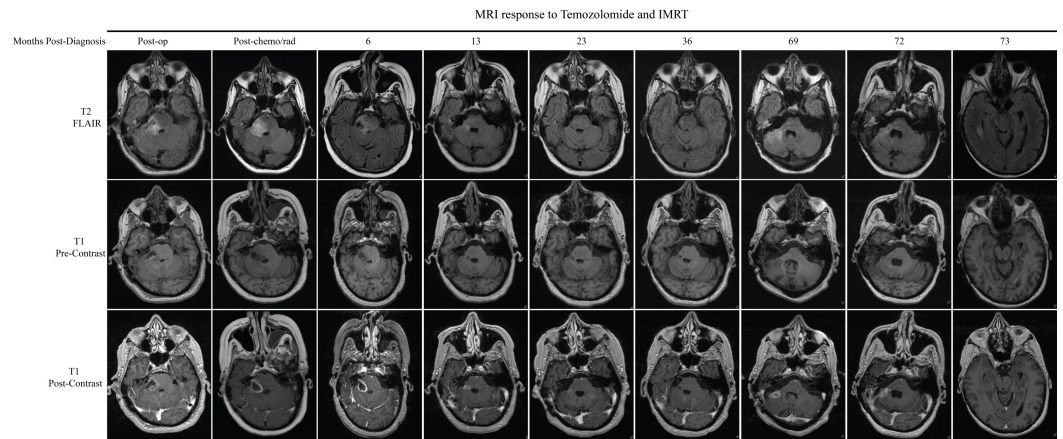 MRI response to Temozolomide and IMRT
Months Post-Diagnosis Post-op Post-chemo/rad 6 13 23 36 69 72 73
T2
FLAIR
T1
Pre-Contrast
T1
Post-Contrast